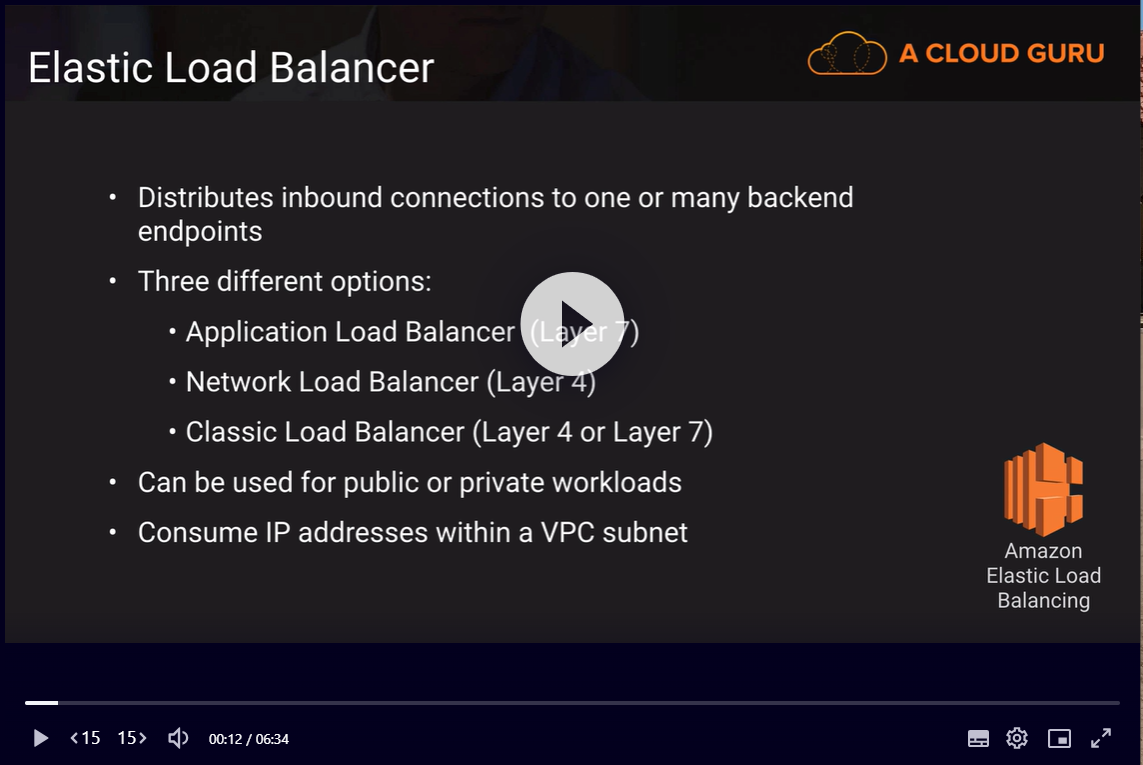 Elastic Load Balancer
A CLOUD GURU
• Distributes inbound connections to one or many backend
endpoints
• Three different options:
• Application Load Balancer (Layer 7)
• Network Load Balancer (Layer 4)
• Classic Load Balancer (Layer 4 or Layer 7)
• Can be used for public or private workloads
• Consume IP addresses within a VPC subnet
Amazon
Elastic Load
Balancing
<15 15> 00:12 / 06:34